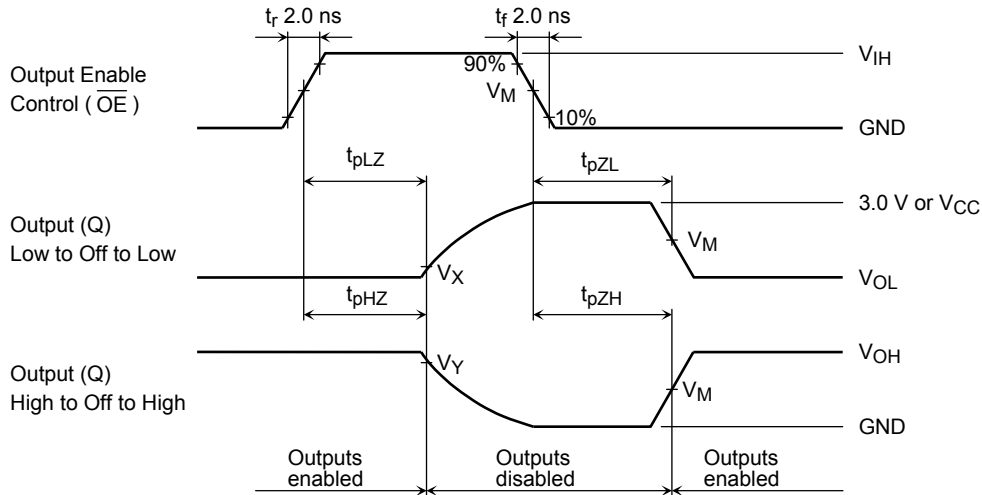 tr 2.0 ns
tf 2.0 ns
Output Enable
Control ( OE )
90%
VM
10%
VIH
GND
tpLZ
tpZL
3.0 V or VCC
Output (Q)
Low to Off to Low
VX
VM
VOL
tpHZ
tpZH
Output (Q)
High to Off to High
VY
VM
VOH
GND
Outputs
enabled
Outputs
disabled
Outputs
enabled